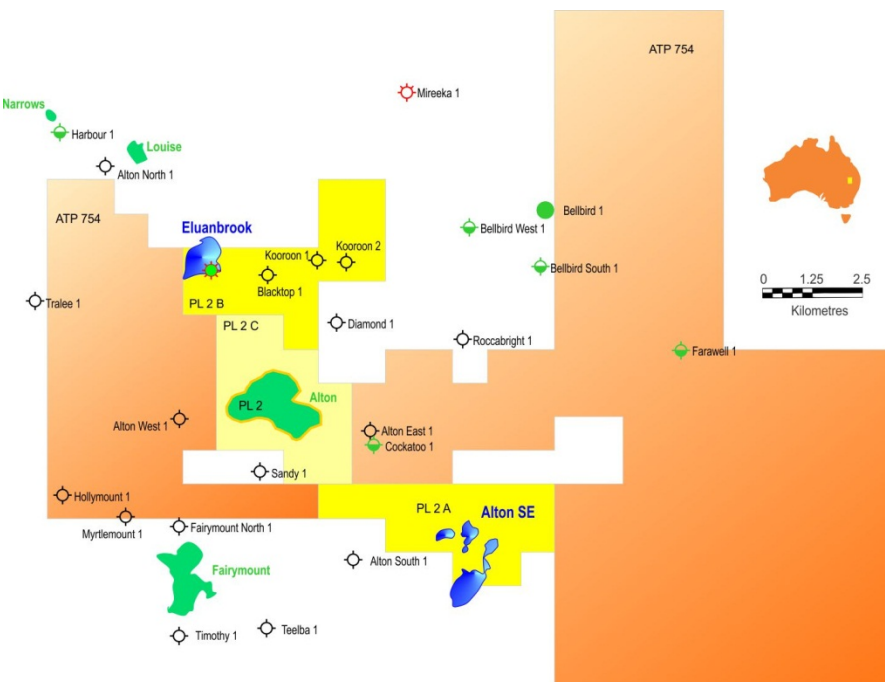 ATP 754
Mireeka 1
Narrows
Harbour 1
Louise
Alton North 1
ATP 754
Bellbird 1
Eluanbrook
Bellbird West 1
Kooroon 1
Kooroon 2
Bellbird South 1
Blacktop 1
0 1.25 2.5
Kilometres
Tralee 1
PL 2 B
PL 2 C
Diamond 1
Roccabright 1
Farawell 1
Alton
PL 2
Alton West 1
Alton East 1
Cockatoo 1
Sandy 1
Hollymount 1
PL 2 A
Alton SE
Myrtlemount 1
Fairymount North 1
Alton South 1
Fairymount
Timothy 1
Teelba 1